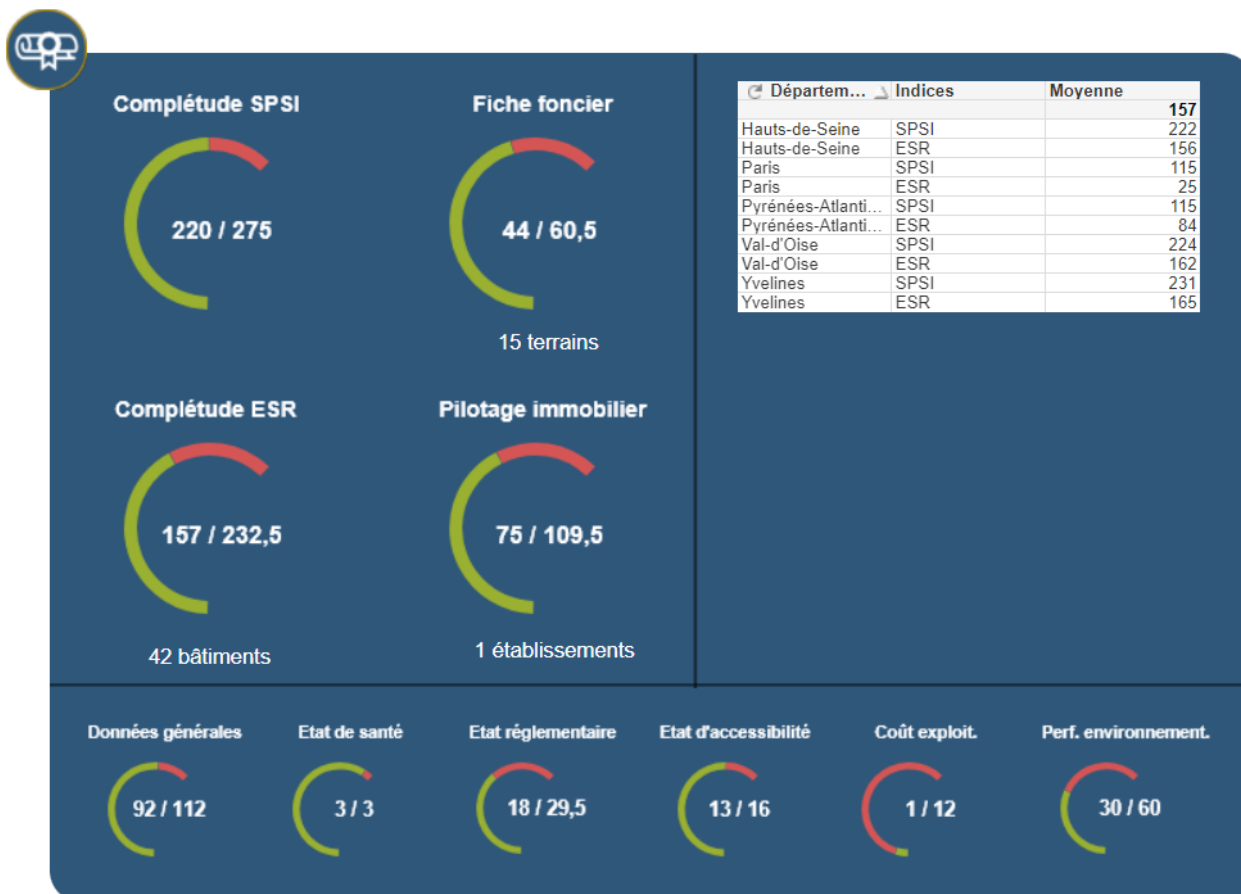 Complétude SPSI
220 / 275
Fiche foncier
44 / 60,5
15 terrains
Complétude ESR
157 / 232,5
42 bâtiments
Pilotage immobilier
75 / 109,5
1 établissements
Départem... Indices Moyenne
157
Hauts-de-Seine SPSI 222
Hauts-de-Seine ESR 156
Paris SPSI 115
Paris ESR 25
Pyrénées-Atlanti... SPSI 115
Pyrénées-Atlanti... ESR 84
Val-d'Oise SPSI 224
Val-d'Oise ESR 162
Yvelines SPSI 231
Yvelines ESR 165
Données générales
92 / 112
Etat de santé
3 / 3
Etat réglementaire
18 / 29,5
Etat d'accessibilité
13 / 16
Coût exploit.
1 / 12
Perf. environnement.
30 / 60